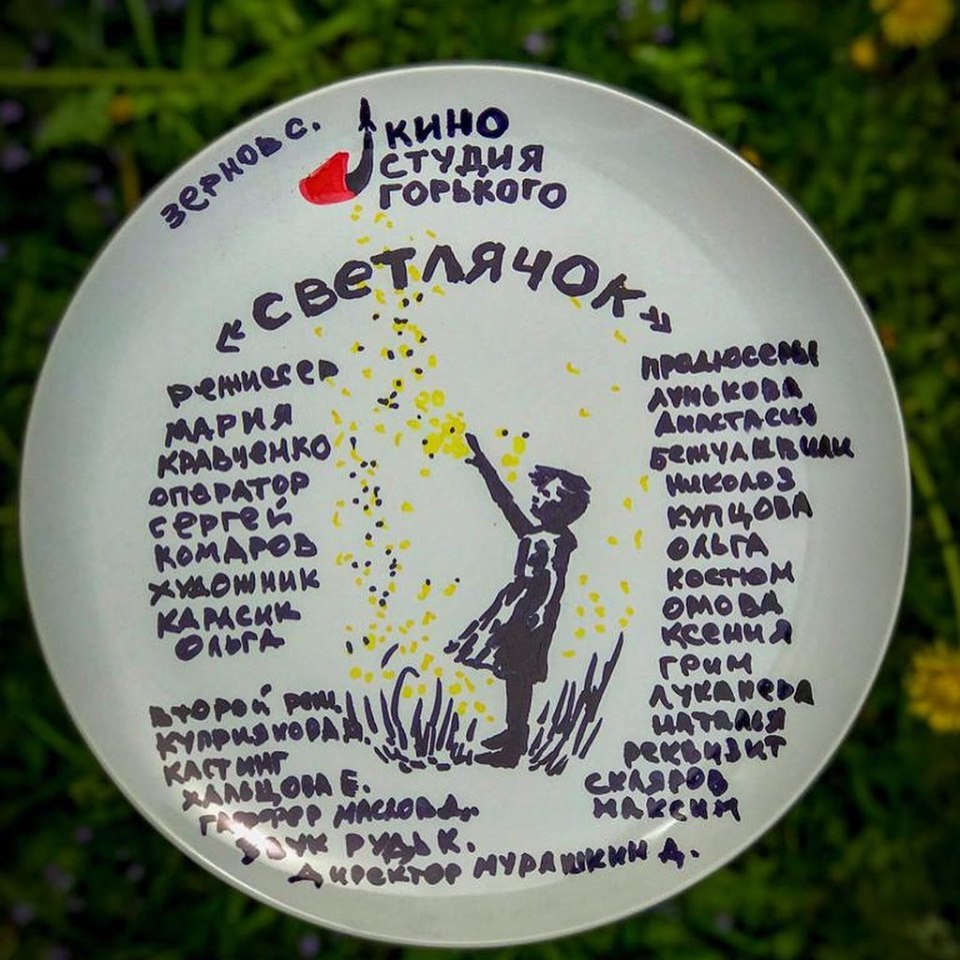 Зернов С.
КИНО
СТУДИЯ
ГОРЬКОГО
«СВЕТЛЯЧОК»
РЕЖИССЕР
МАРИЯ
КРАВЧЕНКО
ОПЕРАТОР
СЕРГЕЙ
КОМАРОВ
ХУДОЖНИК
КАРАСИК
ОЛЬГА
ВТОРОЙ РЕЖ.
КУПРИЯНОВА Д.
КАСТИНГ
ХАЛЬЦОВА Е.
ГАФФЕР МАСЛОВ Д.
ЗВУК РУДЬ К.
ДИРЕКТОР МУРАШКИН Д.
ПРОДЮСЕРЫ
ЛУНЬКОВА
АНАСТАСИЯ
БЕЖУАШВИЛИ
НИКОЛОЗ
КУПЦОВА
ОЛЬГА
КОСТЮМ
ОМОВА
КСЕНИЯ
ГРИМ
ЛУКАНЕВА
НАТАЛЬЯ
РЕКВИЗИТ
СКЛЯРОВ
МАКСИМ